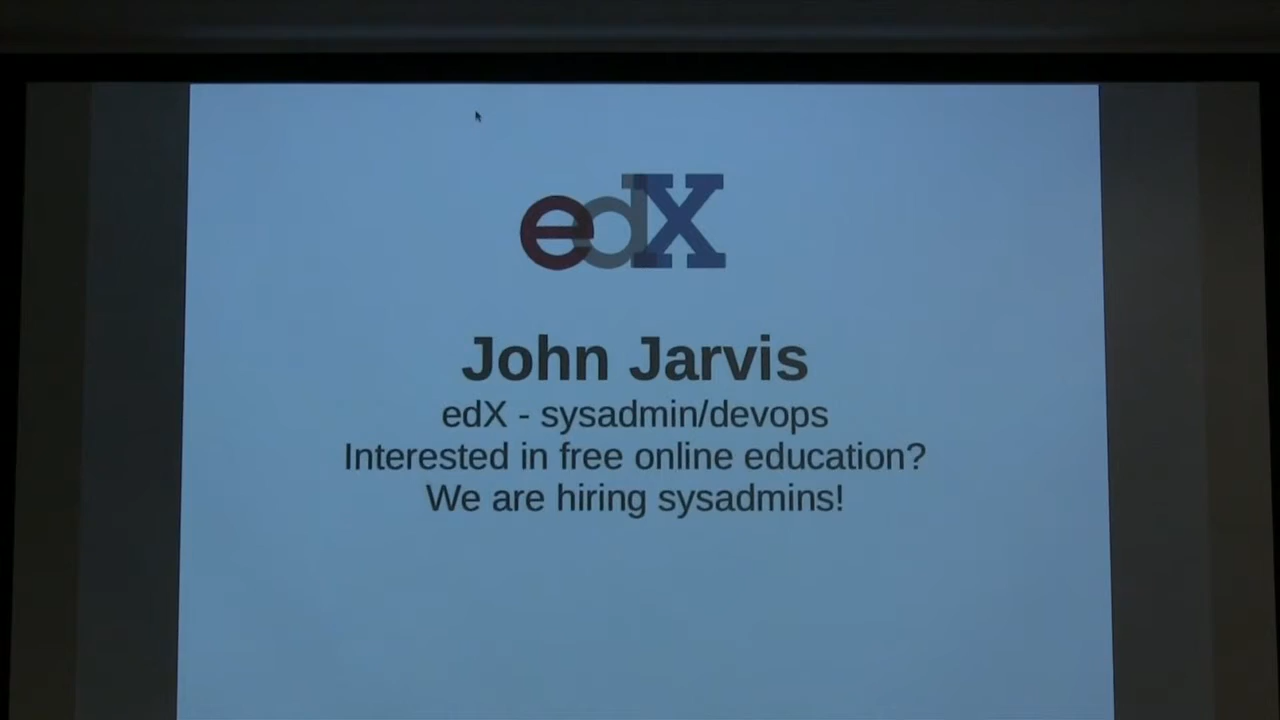 edX
John Jarvis
edX - sysadmin/devops
Interested in free online education?
We are hiring sysadmins!